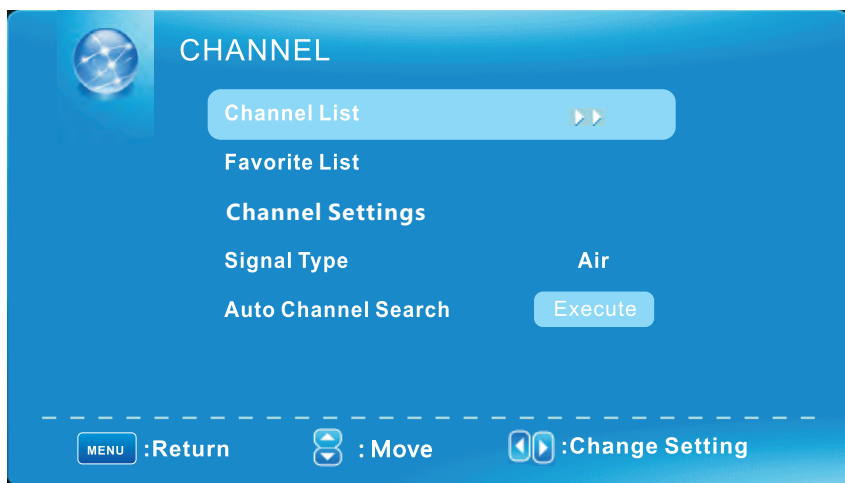 CHANNEL
Channel List
Favorite List
Channel Settings
Signal Type Air
Auto Channel Search Execute
MENU :Return : Move :Change Setting